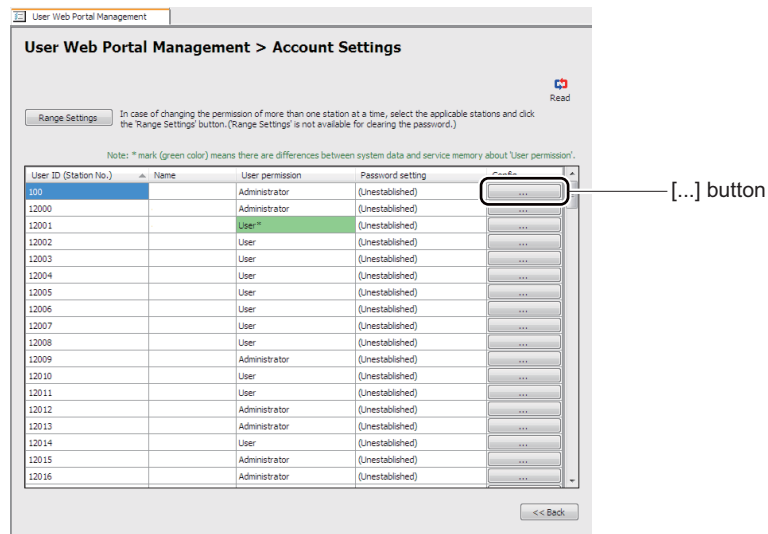 User Web Portal Management
User Web Portal Management > Account Settings
Read
Range Settings
In case of changing the permission of more than one station at a time, select the applicable stations and click
the 'Range Settings' button.('Range Settings' is not available for clearing the password.)
Note: * mark (green color) means there are differences between system data and service memory about 'User permission'.
User ID (Station No.) Name User permission Password setting Config
100 Administrator (Unestablished) ...
[...] button
12000 Administrator (Unestablished) ...
12001 User* (Unestablished) ...
12002 User (Unestablished) ...
12003 User (Unestablished) ...
12004 User (Unestablished) ...
12005 User (Unestablished) ...
12006 User (Unestablished) ...
12007 User (Unestablished) ...
12008 User (Unestablished) ...
12009 Administrator (Unestablished) ...
12010 User (Unestablished) ...
12011 User (Unestablished) ...
12012 Administrator (Unestablished) ...
12013 Administrator (Unestablished) ...
12014 User (Unestablished) ...
12015 Administrator (Unestablished) ...
12016 Administrator (Unestablished) ...
<< Back